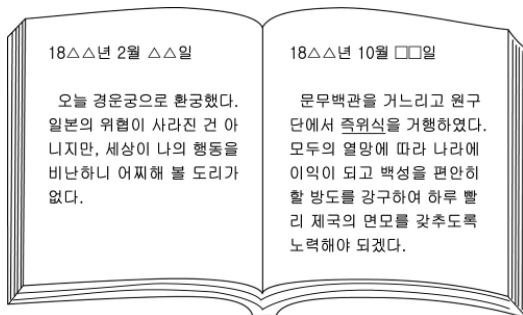 18△△년 2월 △△일
오늘 경운궁으로 환궁했다.
일본의 위협이 사라진 건 아
니지만, 세상이 나의 행동을
비난하니 어찌해 볼 도리가
없다.
18△△년 10월 □□일
문무백관을 거느리고 원구
단에서 즉위식을 거행하였다.
모두의 열망에 따라 나라에
이익이 되고 백성을 편안히
할 방도를 강구하여 하루 빨
리 제국의 면모를 갖추도록
노력해야 되겠다.